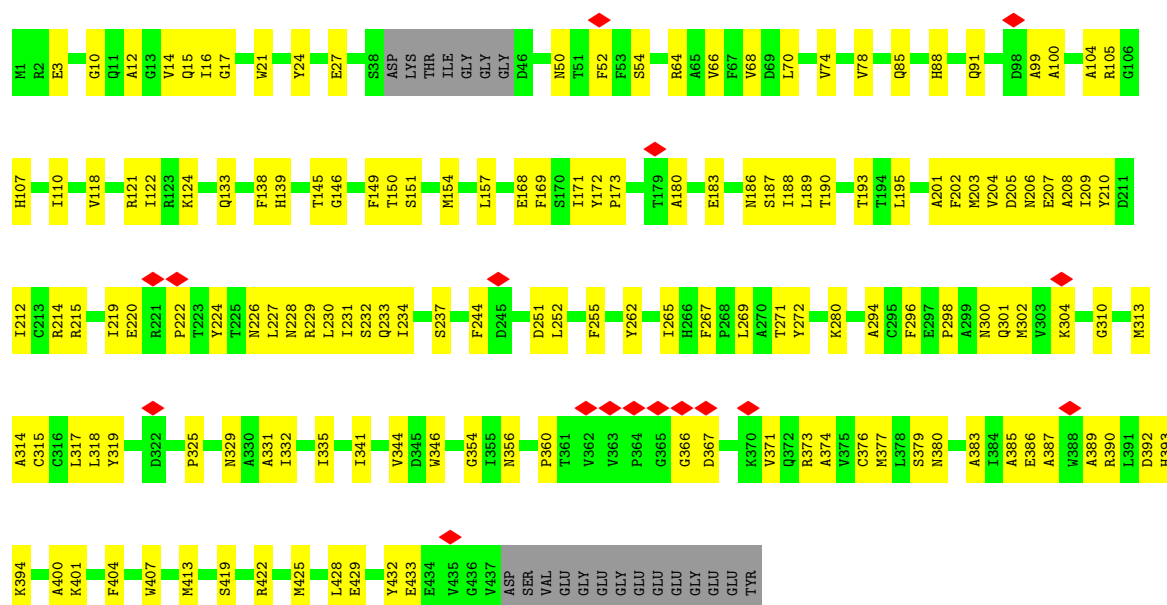 M1 R2 E3 G10 Q11 A12 G13 V14 Q15 I16 G17 W21 Y24 E27 S38 ASP LYS THR ILE GLY GLY GLY D46 N50 T51 F52 F53 S54 R64 A65 V66 F67 V68 D69 L70 V74 V78 Q85 H88 Q91 D98 A99 A100 A104 R105 G106
H107 I110 V118 R121 I122 R123 K124 Q133 F138 H139 T145 G146 F149 T150 S151 M154 L157 E168 F169 S170 I171 Y172 P173 T179 A180 E183 N186 S187 I188 L189 T190 T193 T194 L195 A201 F202 M203 V204 D205 N206 E207 A208 I209 Y210 D211
I212 C213 R214 R215 I219 E220 R221 P222 T223 Y224 T225 N226 L227 N228 R229 L230 I231 S232 Q233 I234 S237 F244 D245 D251 L252 F255 Y262 I265 H266 F267 P268 L269 A270 T271 Y272 K280 A294 C295 F296 E297 P298 A299 N300 Q301 M302 V303 K304 G310 M313
A314 C315 C316 L317 L318 Y319 D322 P325 N329 A330 A331 I332 I335 I341 V344 D345 W346 G354 I355 N356 P360 T361 V362 V363 P364 G365 G366 D367 K370 V371 Q372 R373 A374 V375 C376 M377 L378 S379 N380 A383 I384 A385 E386 A387 W388 A389 R390 L391 D392 H393
K394 A400 K401 F404 W407 M413 S419 R422 M425 L428 E429 Y432 E433 E434 V435 G436 V437 ASP SER VAL GLU GLY GLU GLY GLU GLU GLU GLY GLU GLU TYR